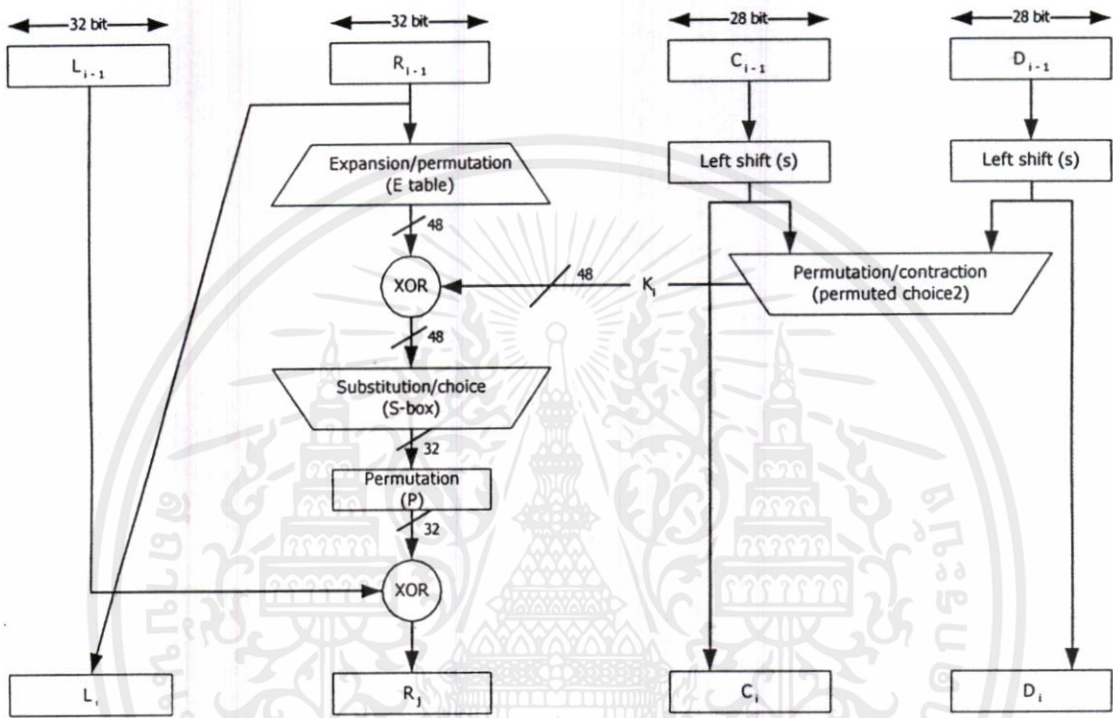 32 bit 32 bit 28 bit 28 bit
L i - 1 R i - 1 C i - 1 D i - 1
Expansion/permutation
(E table)
Left shift (s) Left shift (s)
48
XOR
48
K i
Permutation/contraction
(permuted choice2)
48
Substitution/choice
(S-box)
32
Permutation
(P)
32
XOR
L i R j C i D i